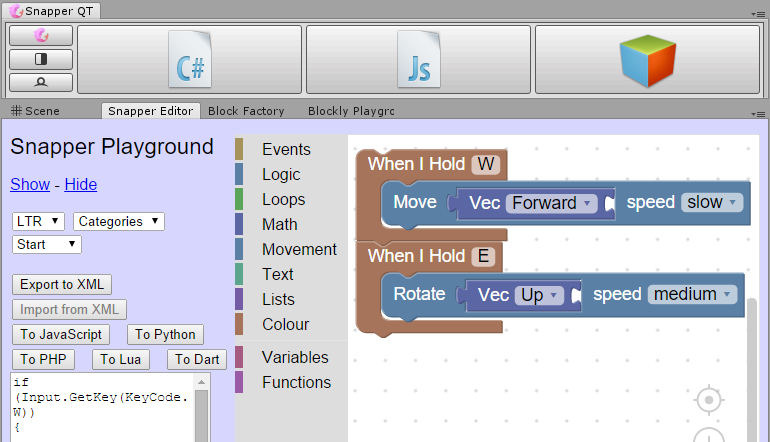 Snapper QT
C#
Js
Scene
Snapper Editor
Block Factory
Blockly Playgrc
Snapper Playground
Show - Hide
LTR
Categories
Start
Export to XML
Import from XML
To JavaScript
To Python
To PHP
To Lua
To Dart
if
(Input.GetKey(KeyCode.
W))
{
Events
Logic
Loops
Math
Movement
Text
Lists
Colour
Variables
Functions
When I Hold W
Move Vec Forward speed slow
When I Hold E
Rotate Vec Up speed medium